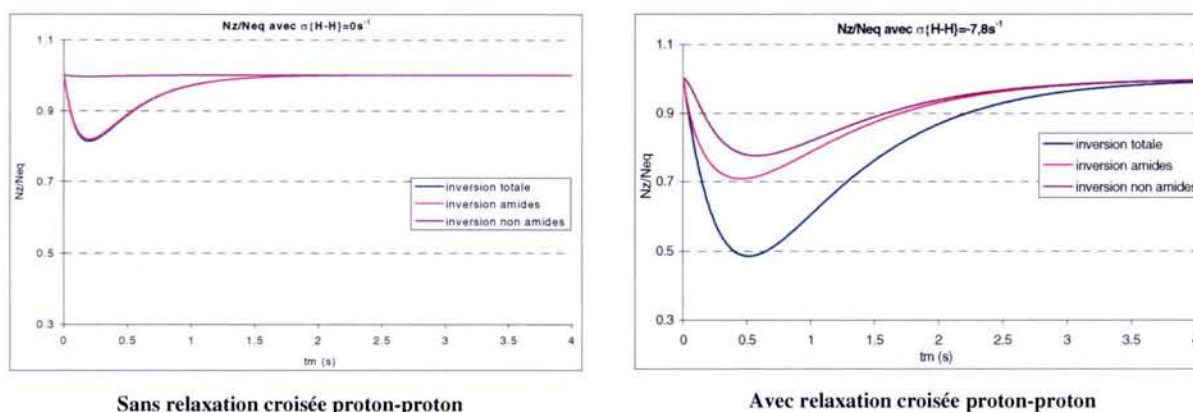 Nz/Neq avec σ(H-H)=0s⁻¹
1.1
0.9
0.7
0.5
0.3
Nz/Neq
0 0.5 1 1.5 2 2.5 3 3.5 4
tm (s)
inversion totale
inversion amides
inversion non amides
Sans relaxation croisée proton-proton
Nz/Neq avec σ(H-H)=-7,8s⁻¹
1.1
0.9
0.7
0.5
0.3
Nz/Neq
0 0.5 1 1.5 2 2.5 3 3.5 4
tm (s)
inversion totale
inversion amides
inversion non amides
Avec relaxation croisée proton-proton